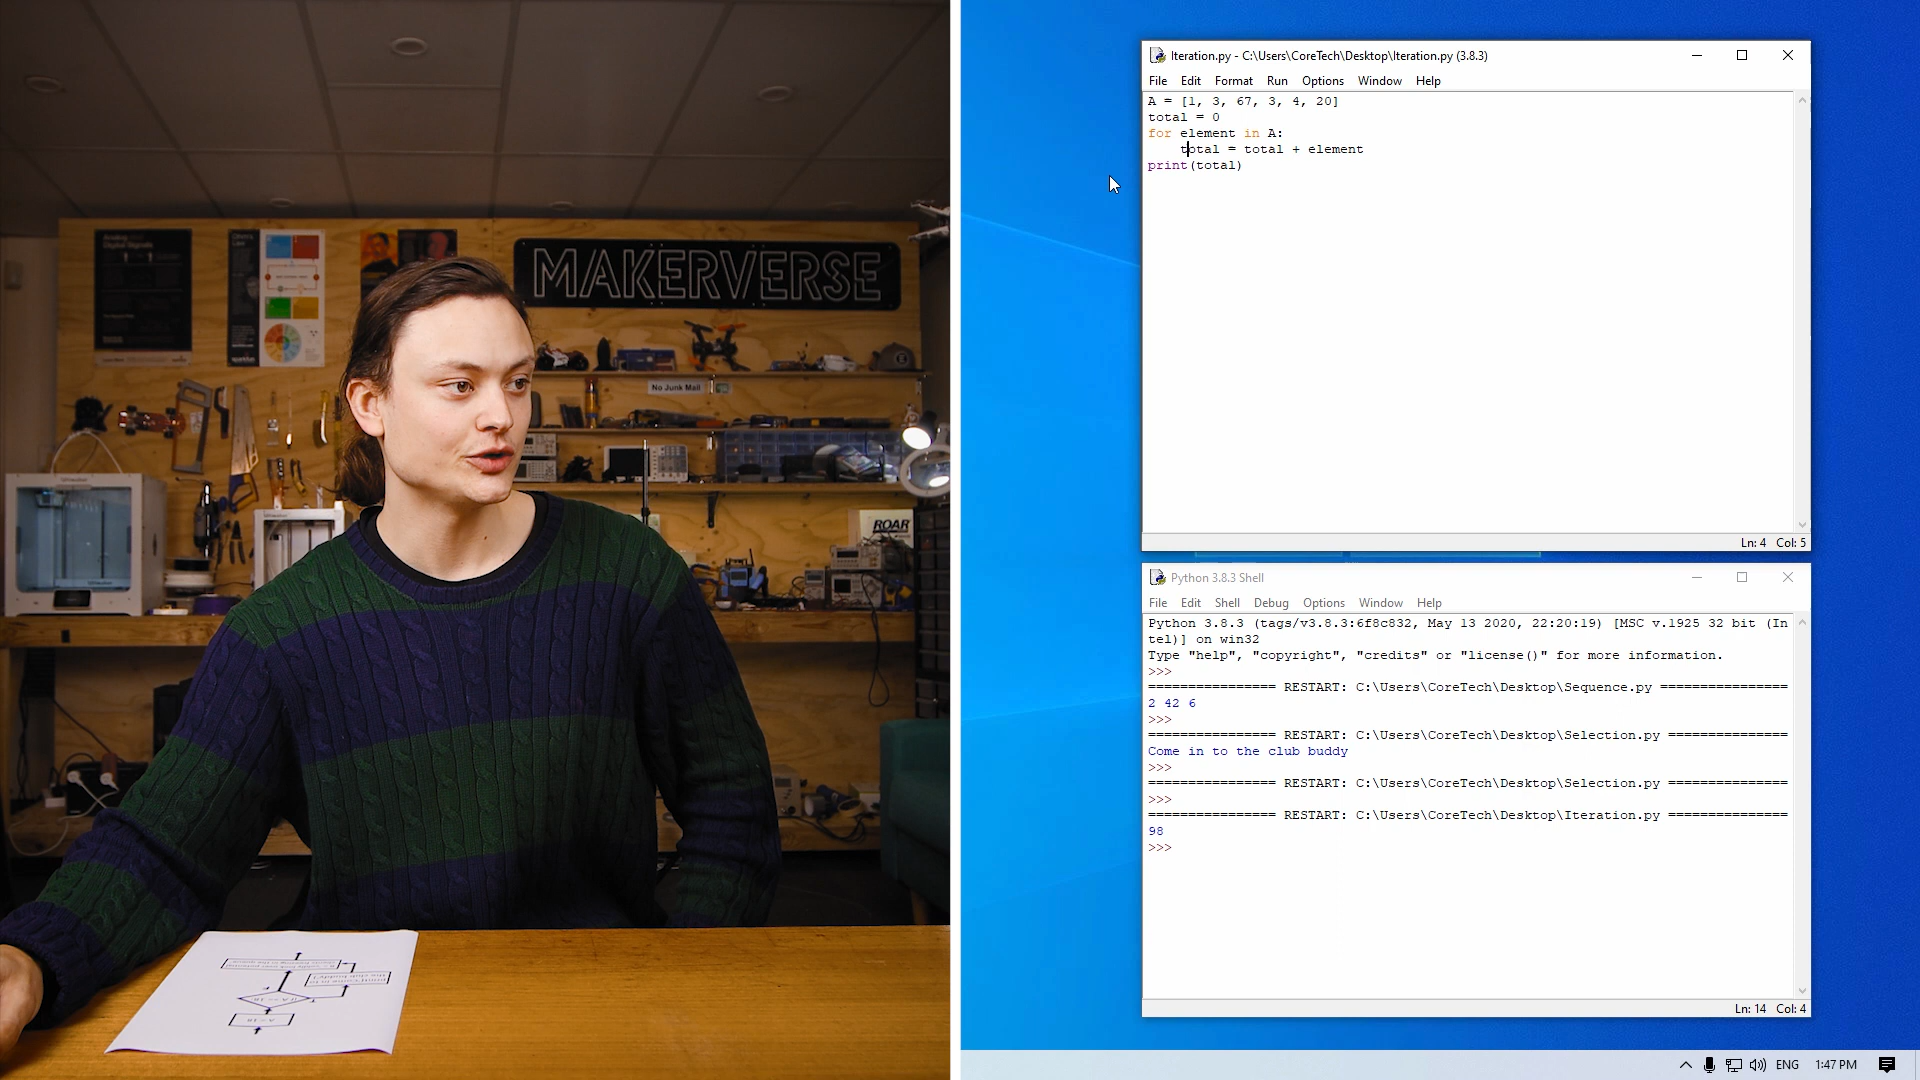 Analog
Digital Signals
Ohm's
Law
MAKERVERSE
No Junk Mail
ROAR
Iteration.py - C:\Users\CoreTech\Desktop\Iteration.py (3.8.3)
File Edit Format Run Options Window Help
A = [1, 3, 67, 3, 4, 20]
total = 0
for element in A:
    total = total + element
print(total)
Ln: 4 Col: 5
Python 3.8.3 Shell
File Edit Shell Debug Options Window Help
Python 3.8.3 (tags/v3.8.3:6f8c832, May 13 2020, 22:20:19) [MSC v.1925 32 bit (In
tel)] on win32
Type "help", "copyright", "credits" or "license()" for more information.
>>>
================ RESTART: C:\Users\CoreTech\Desktop\Sequence.py ================
2 42 6
>>>
================ RESTART: C:\Users\CoreTech\Desktop\Selection.py ===============
Come in to the club buddy
>>>
================ RESTART: C:\Users\CoreTech\Desktop\Selection.py ===============
>>>
================ RESTART: C:\Users\CoreTech\Desktop\Iteration.py ===============
98
>>>
Ln: 14 Col: 4
ENG 1:47 PM